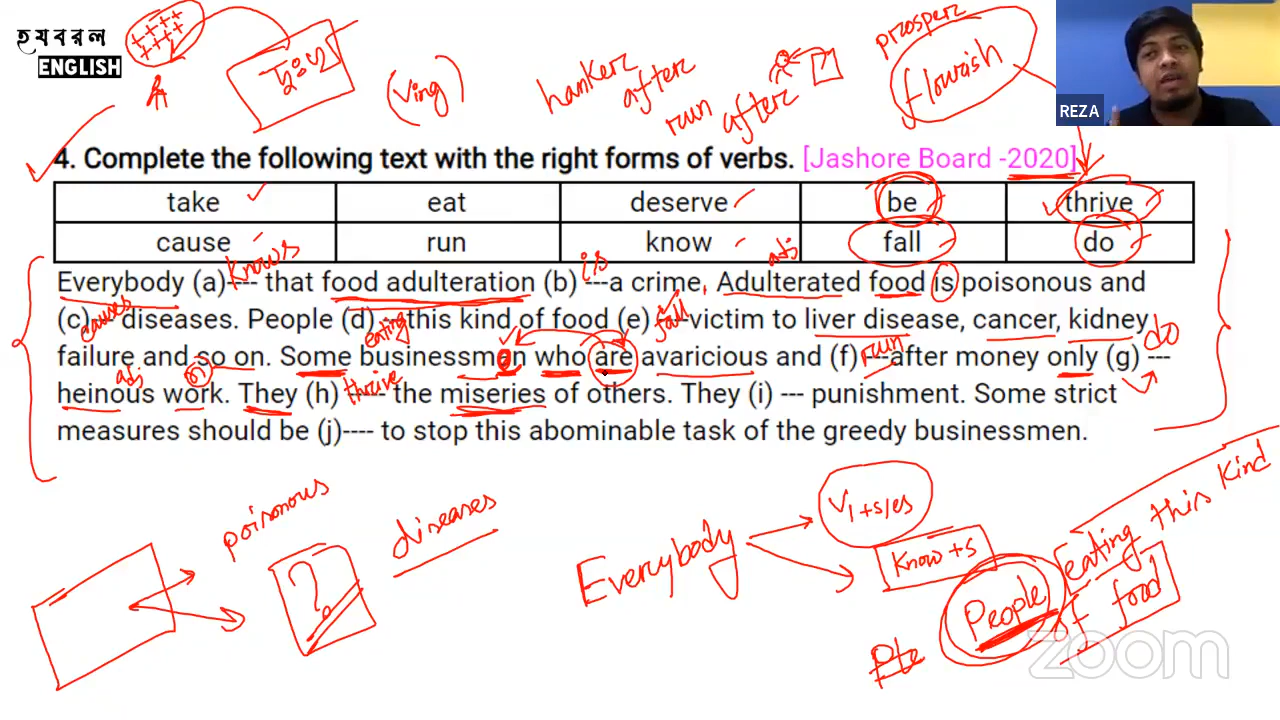 হ য ব র ল
ENGLISH
(Ving)
hanker after
run after
prosper
flourish
REZA
4. Complete the following text with the right forms of verbs. [Jashore Board -2020]
take eat deserve be thrive
cause run know fall do
knows is adj
Everybody (a)---- that food adulteration (b) ---a crime. Adulterated food is poisonous and
causes eating fall
(c)--- diseases. People (d)---this kind of food (e) ---victim to liver disease, cancer, kidney
run do
failure and so on. Some businessmen who are avaricious and (f)---after money only (g) ---
adj thrive
heinous work. They (h) ---- the miseries of others. They (i) --- punishment. Some strict
measures should be (j)---- to stop this abominable task of the greedy businessmen.
poisonous
?
diseases
Everybody
V1+s/es
Know+s
People eating this kind
of food
zoom